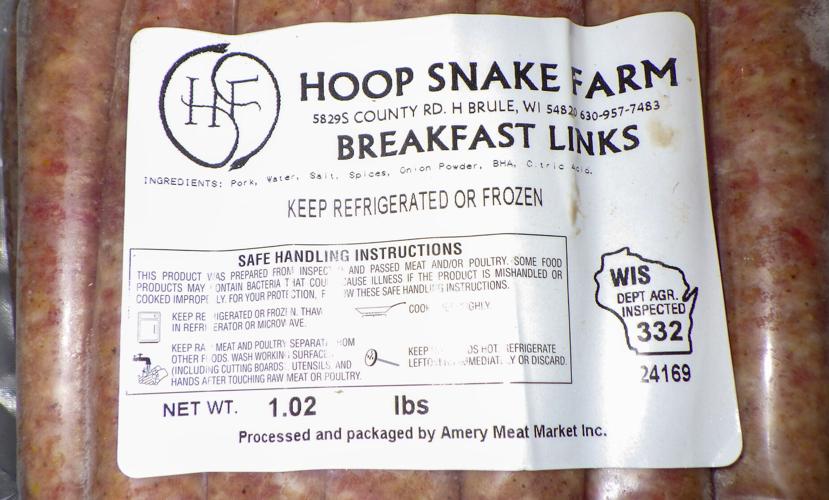 HSF
HOOP SNAKE FARM
5829S COUNTY RD. H BRULE, WI 54820 630-957-7483
BREAKFAST LINKS
INGREDIENTS: Pork, Water, Salt, Spices, Onion Powder, BHA, Citric Acid.
KEEP REFRIGERATED OR FROZEN
SAFE HANDLING INSTRUCTIONS
THIS PRODUCT WAS PREPARED FROM INSPECTED AND PASSED MEAT AND/OR POULTRY. SOME FOOD
PRODUCTS MAY CONTAIN BACTERIA THAT COULD CAUSE ILLNESS IF THE PRODUCT IS MISHANDLED OR
COOKED IMPROPERLY. FOR YOUR PROTECTION, FOLLOW THESE SAFE HANDLING INSTRUCTIONS.
KEEP REFRIGERATED OR FROZEN. THAW
IN REFRIGERATOR OR MICROWAVE.
KEEP RAW MEAT AND POULTRY SEPARATE FROM
OTHER FOODS. WASH WORKING SURFACES
(INCLUDING CUTTING BOARDS, UTENSILS, AND
HANDS AFTER TOUCHING RAW MEAT OR POULTRY.
COOK THOROUGHLY.
KEEP HOT FOODS HOT. REFRIGERATE
LEFTOVERS IMMEDIATELY OR DISCARD.
WIS
DEPT AGR.
INSPECTED
332
24169
NET WT. 1.02 lbs
Processed and packaged by Amery Meat Market Inc.